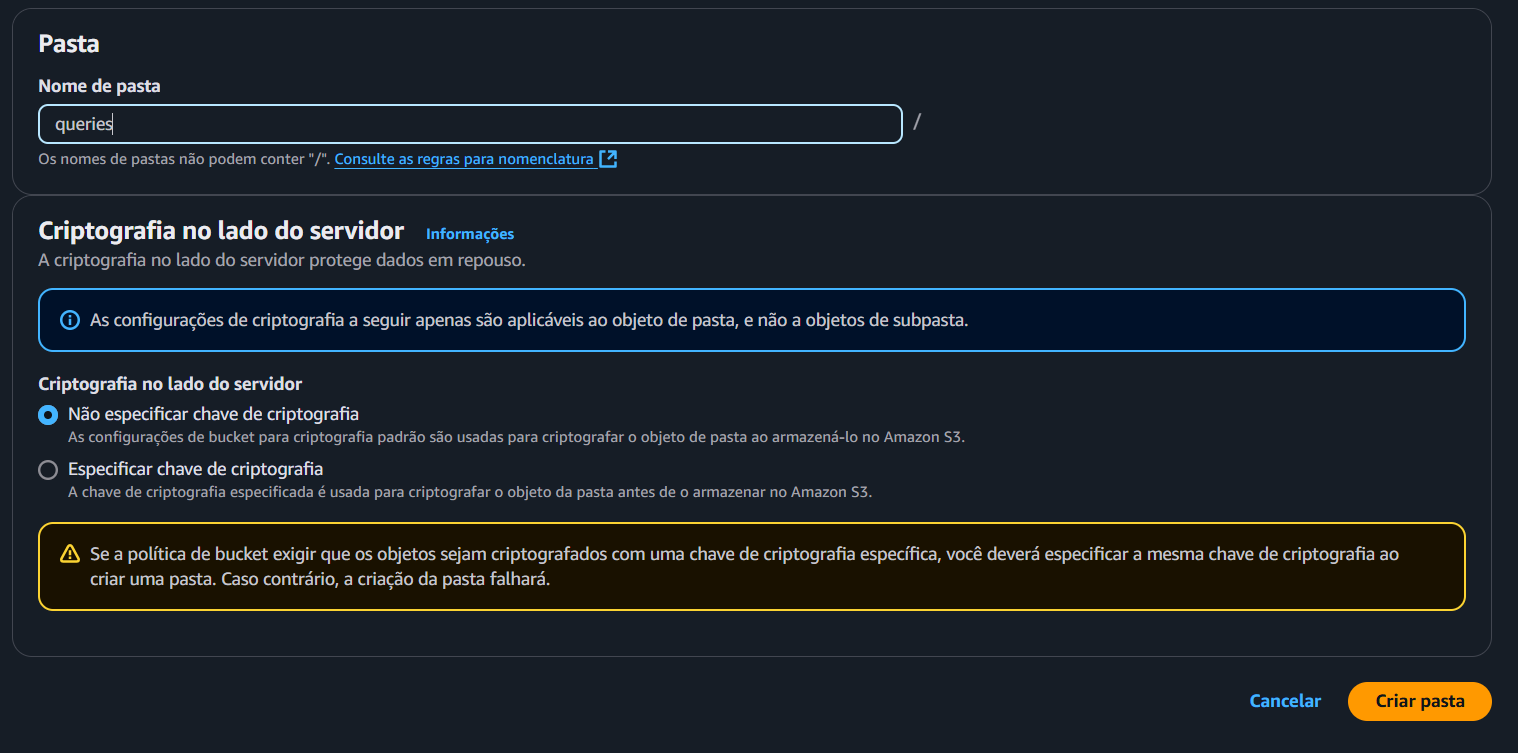 Pasta
Nome de pasta
queries
/
Os nomes de pastas não podem conter "/". Consulte as regras para nomenclatura
Criptografia no lado do servidor Informações
A criptografia no lado do servidor protege dados em repouso.
As configurações de criptografia a seguir apenas são aplicáveis ao objeto de pasta, e não a objetos de subpasta.
Criptografia no lado do servidor
Não especificar chave de criptografia
As configurações de bucket para criptografia padrão são usadas para criptografar o objeto de pasta ao armazená-lo no Amazon S3.
Especificar chave de criptografia
A chave de criptografia especificada é usada para criptografar o objeto da pasta antes de o armazenar no Amazon S3.
Se a política de bucket exigir que os objetos sejam criptografados com uma chave de criptografia específica, você deverá especificar a mesma chave de criptografia ao
criar uma pasta. Caso contrário, a criação da pasta falhará.
Cancelar
Criar pasta